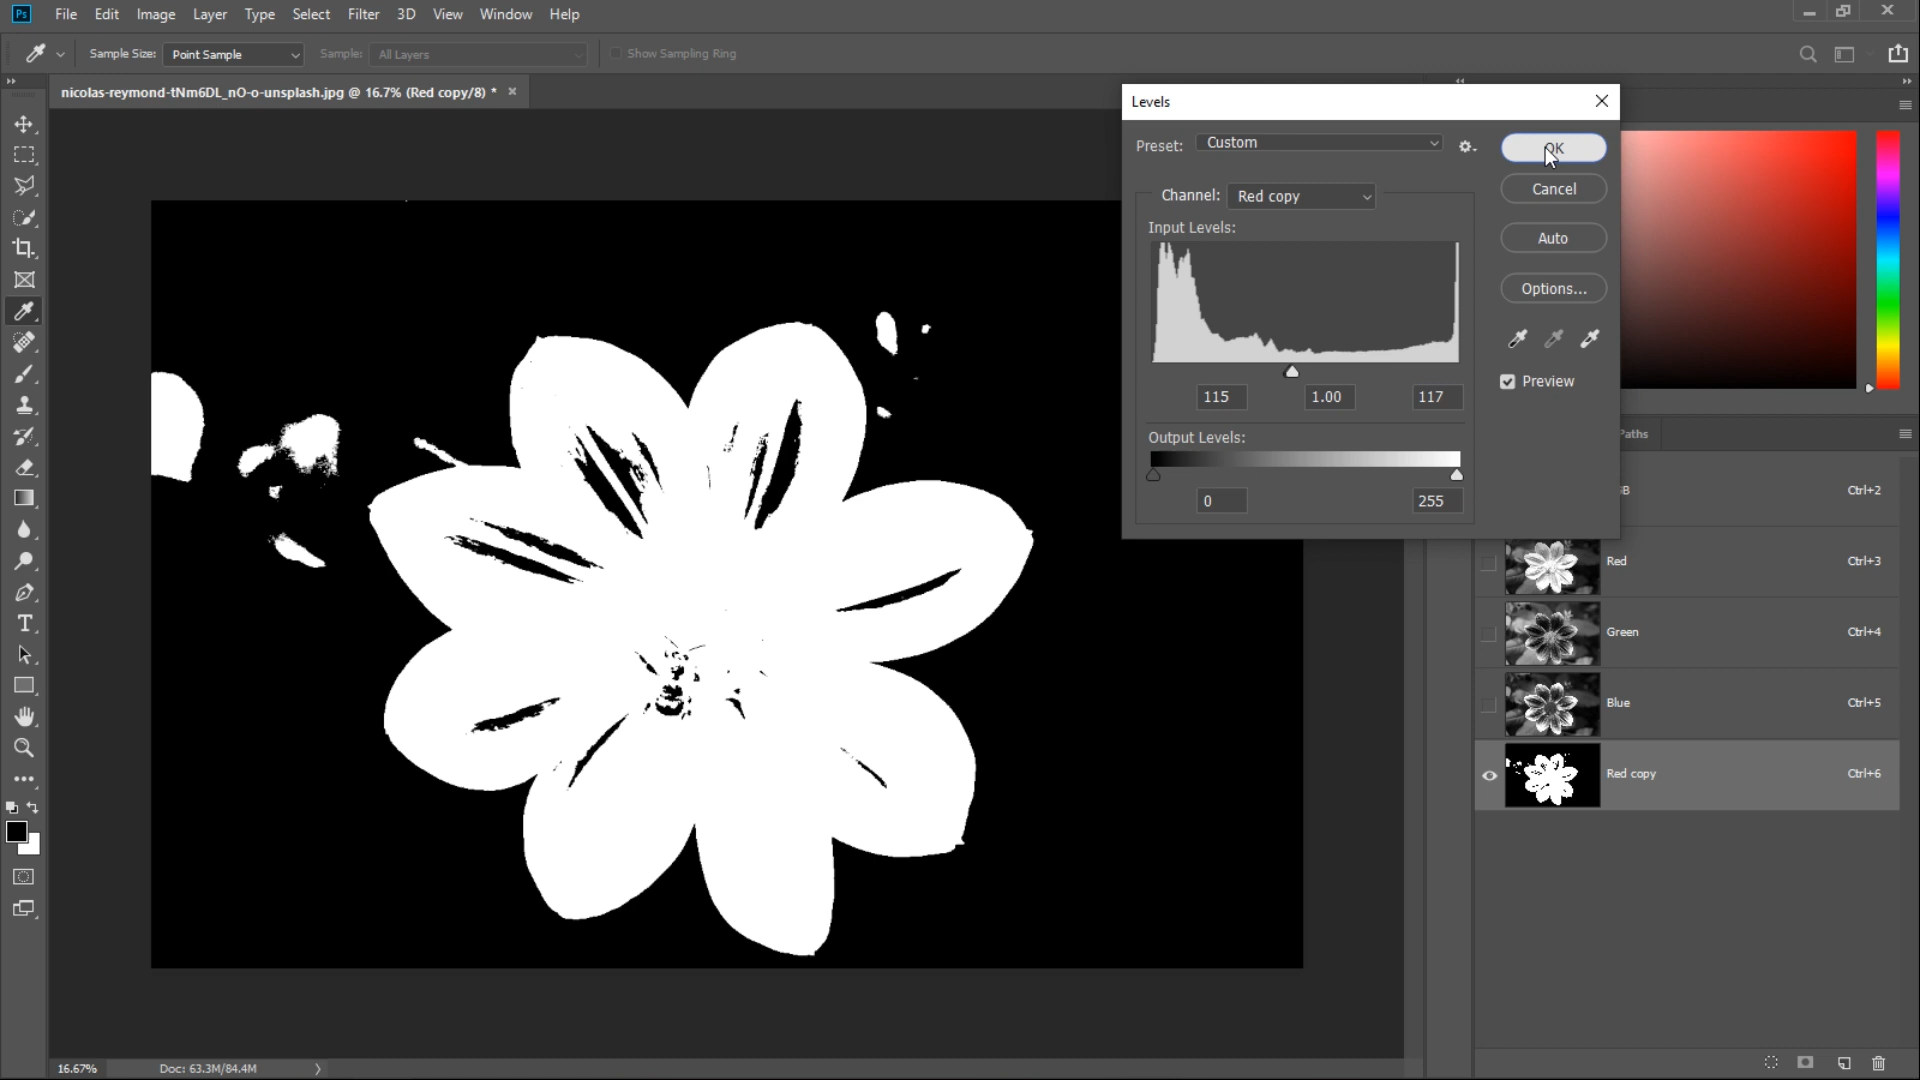 Ps File Edit Image Layer Type Select Filter 3D View Window Help
Sample Size: Point Sample Sample: All Layers Show Sampling Ring
nicolas-reymond-tNm6DL_nO-o-unsplash.jpg @ 16.7% (Red copy/8) *
Levels
Preset: Custom
OK
Cancel
Channel: Red copy
Input Levels:
Auto
Options...
Preview
115 1.00 117
Output Levels:
0 255
Paths
Ctrl+2
Red Ctrl+3
Green Ctrl+4
Blue Ctrl+5
Red copy Ctrl+6
16.67% Doc: 63.3M/84.4M